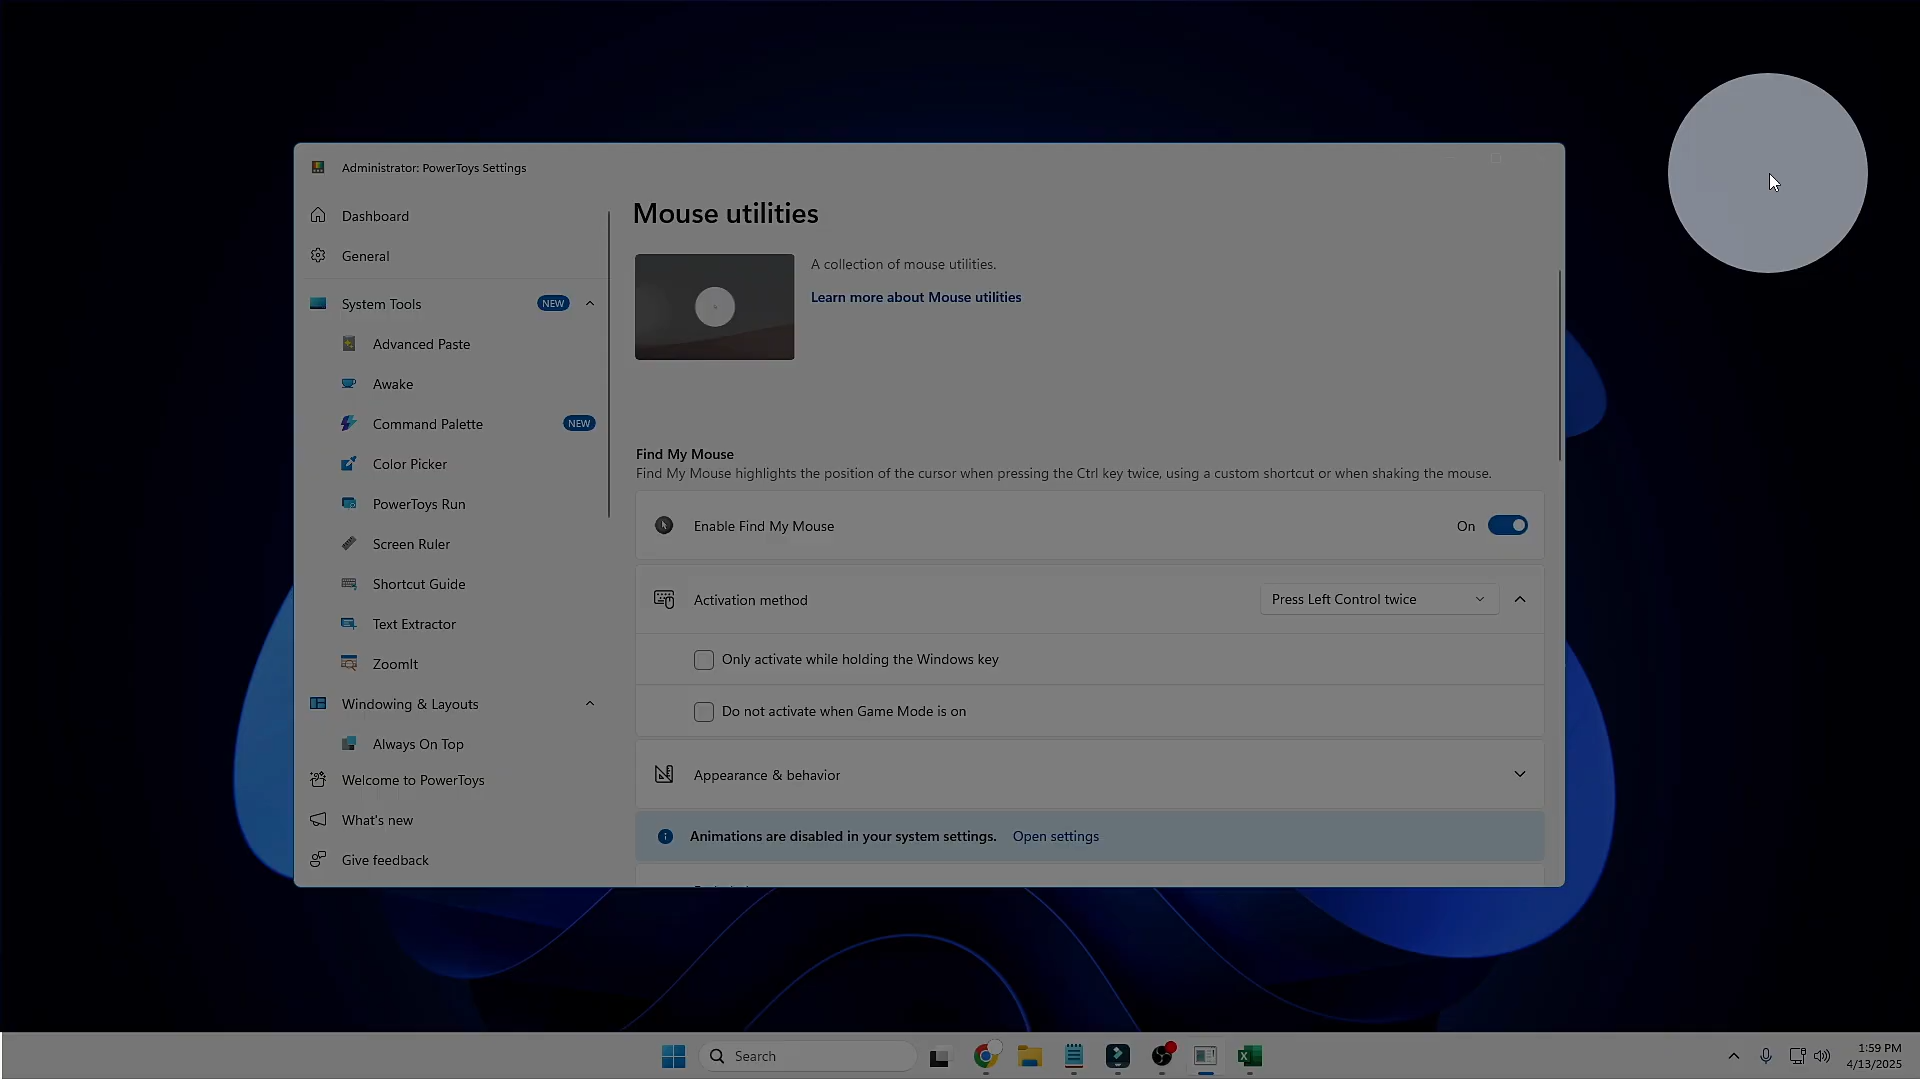 Administrator: PowerToys Settings
Dashboard
General
System Tools NEW
Advanced Paste
Awake
Command Palette NEW
Color Picker
PowerToys Run
Screen Ruler
Shortcut Guide
Text Extractor
ZoomIt
Windowing & Layouts
Always On Top
Welcome to PowerToys
What's new
Give feedback
Mouse utilities
A collection of mouse utilities.
Learn more about Mouse utilities
Find My Mouse
Find My Mouse highlights the position of the cursor when pressing the Ctrl key twice, using a custom shortcut or when shaking the mouse.
Enable Find My Mouse On
Activation method Press Left Control twice
Only activate while holding the Windows key
Do not activate when Game Mode is on
Appearance & behavior
Animations are disabled in your system settings. Open settings
Search
1:59 PM
4/13/2025